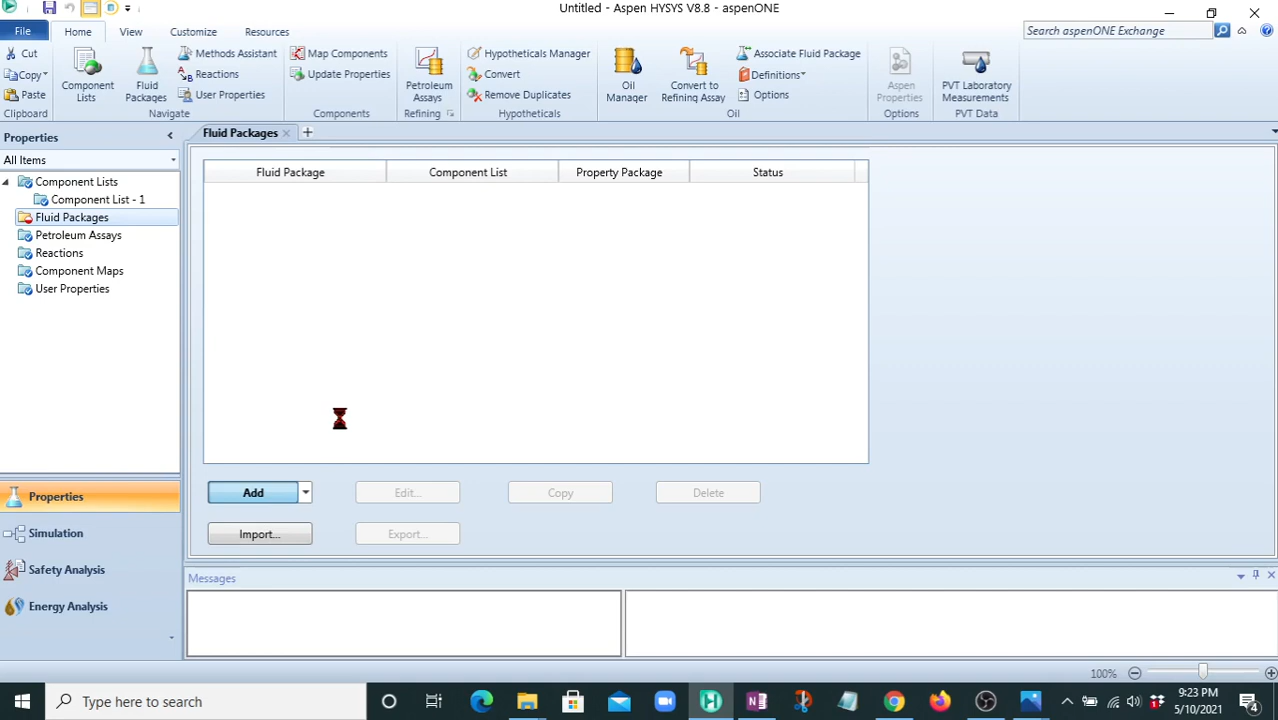 Untitled - Aspen HYSYS V8.8 - aspenONE
File Home View Customize Resources
Search aspenONE Exchange
Cut
Copy
Paste
Clipboard
Component Lists
Fluid Packages
Methods Assistant
Reactions
User Properties
Navigate
Map Components
Update Properties
Components
Petroleum Assays
Refining
Hypotheticals Manager
Convert
Remove Duplicates
Hypotheticals
Oil Manager
Convert to Refining Assay
Associate Fluid Package
Definitions
Options
Oil
Aspen Properties
Options
PVT Laboratory Measurements
PVT Data
Properties
All Items
Component Lists
Component List - 1
Fluid Packages
Petroleum Assays
Reactions
Component Maps
User Properties
Properties
Simulation
Safety Analysis
Energy Analysis
Fluid Packages
Fluid Package Component List Property Package Status
Add Edit... Copy Delete
Import... Export...
Messages
100%
Type here to search
9:23 PM
5/10/2021
4